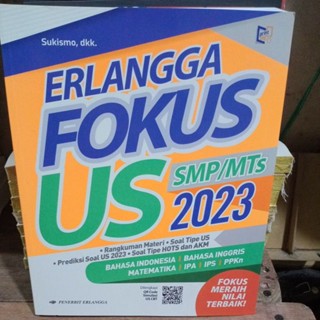 Sukismo, dkk.
ERLANGGA
FOKUS
US SMP/MTs
2023
• Rangkuman Materi • Soal Tipe US
• Prediksi Soal US 2023 • Soal Tipe HOTS dan AKM
BAHASA INDONESIA | BAHASA INGGRIS
MATEMATIKA | IPA | IPS | PPKn
FOKUS
MERAIH
NILAI
TERBAIK!
PENERBIT ERLANGGA